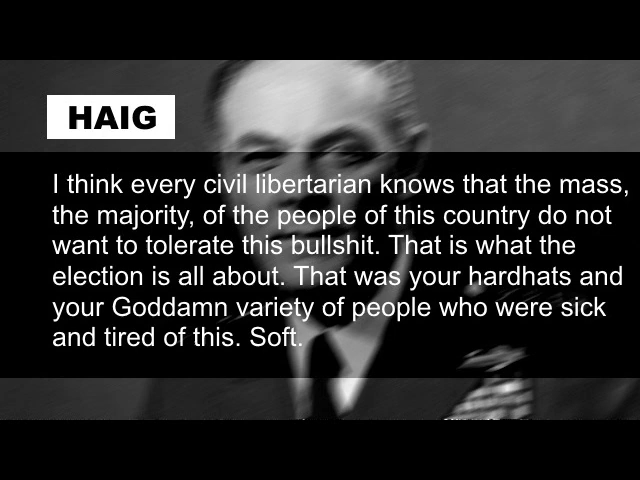 HAIG
I think every civil libertarian knows that the mass,
the majority, of the people of this country do not
want to tolerate this bullshit. That is what the
election is all about. That was your hardhats and
your Goddamn variety of people who were sick
and tired of this. Soft.